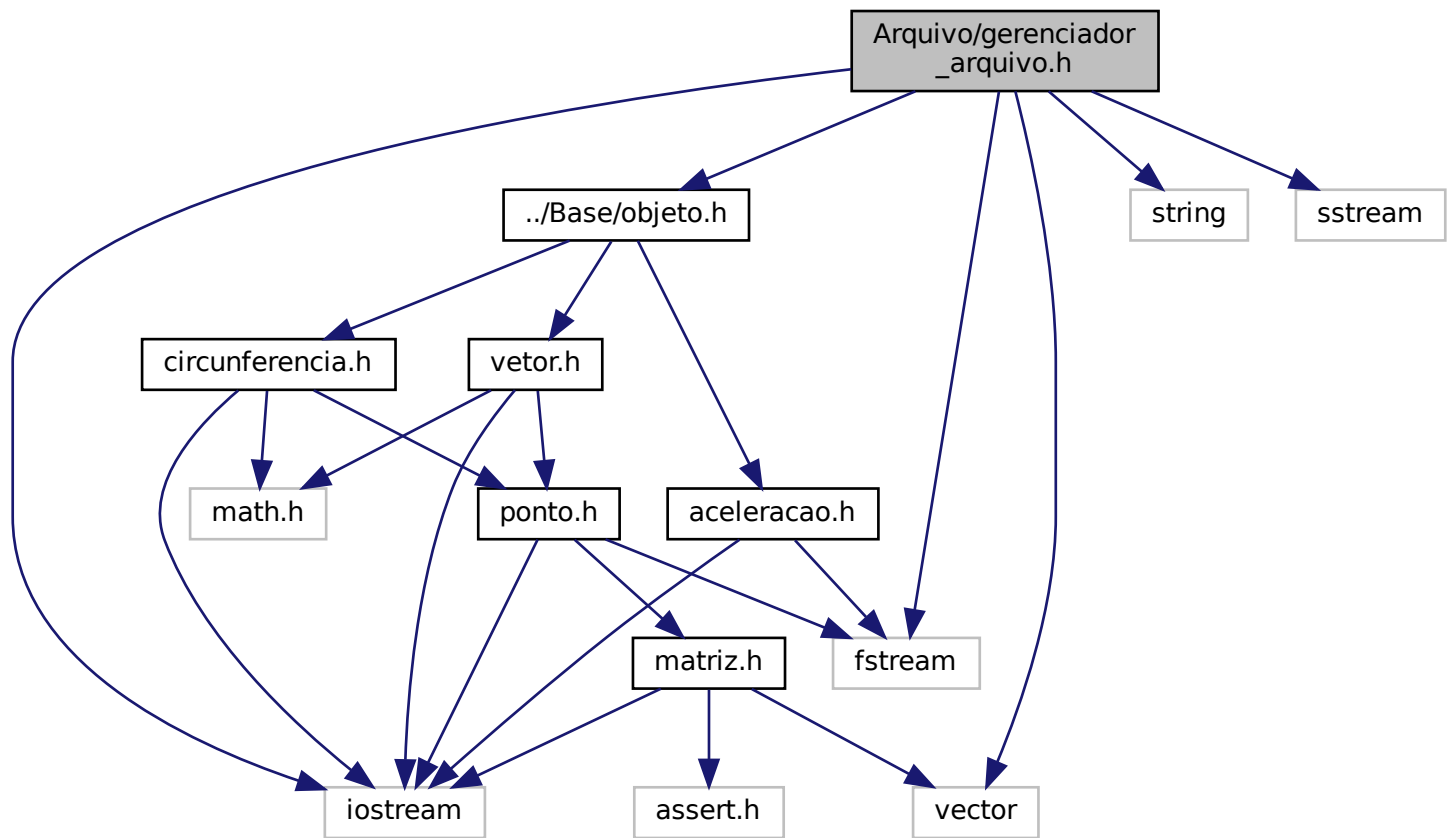 Arquivo/gerenciador
_arquivo.h
../Base/objeto.h
string
sstream
circunferencia.h
vetor.h
math.h
ponto.h
aceleracao.h
matriz.h
fstream
iostream
assert.h
vector